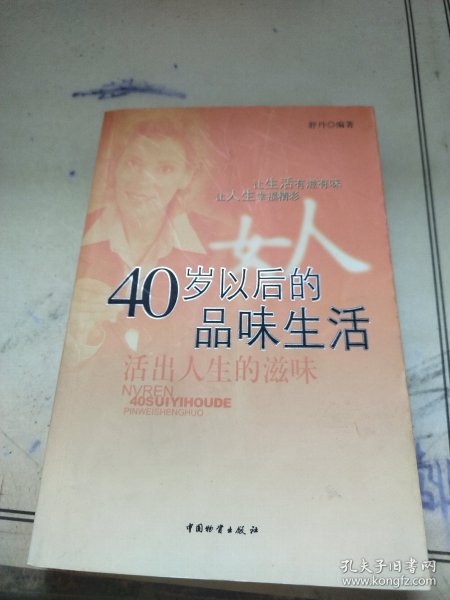 舒丹◎编著
让生活有滋有味
让人生幸福精彩
女人
40岁以后的
品味生活
活出人生的滋味
NVREN
40SUIYIHOUDE
PINWEISHENGHUO
中国物资出版社
孔夫子旧书网
www.kongfz.com